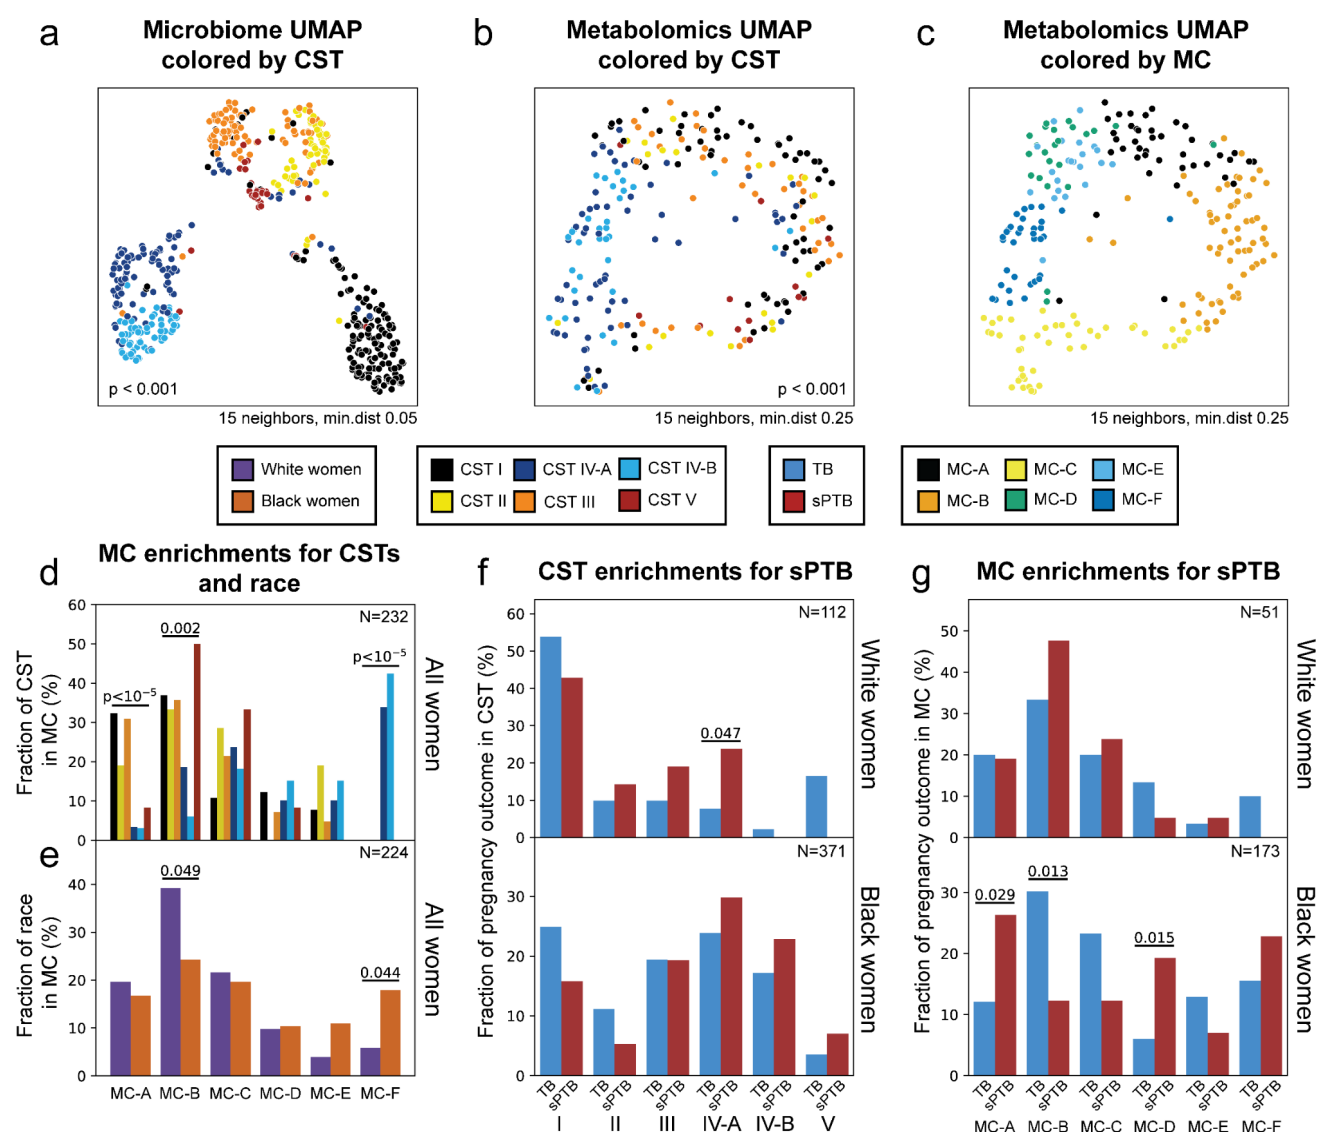 a
Microbiome UMAP
colored by CST
b
Metabolomics UMAP
colored by CST
c
Metabolomics UMAP
colored by MC
p < 0.001
15 neighbors, min.dist 0.05
p < 0.001
15 neighbors, min.dist 0.25
15 neighbors, min.dist 0.25
White women
Black women
CST I
CST IV-A
CST IV-B
CST II
CST III
CST V
TB
sPTB
MC-A
MC-C
MC-E
MC-B
MC-D
MC-F
d
MC enrichments for CSTs
and race
Fraction of CST
in MC (%)
60
50
40
30
20
10
0
N=232
p<10⁻⁵
0.002
p<10⁻⁵
All women
e
Fraction of race
in MC (%)
40
30
20
10
0
N=224
0.049
0.044
All women
MC-A
MC-B
MC-C
MC-D
MC-E
MC-F
f
CST enrichments for sPTB
Fraction of pregnancy outcome in CST (%)
60
50
40
30
20
10
0
N=112
0.047
White women
30
20
10
0
N=371
Black women
TB
sPTB
TB
sPTB
TB
sPTB
TB
sPTB
TB
sPTB
TB
sPTB
I
II
III
IV-A
IV-B
V
g
MC enrichments for sPTB
Fraction of pregnancy outcome in MC (%)
50
40
30
20
10
0
N=51
White women
30
20
10
0
N=173
0.029
0.013
0.015
Black women
TB
sPTB
TB
sPTB
TB
sPTB
TB
sPTB
TB
sPTB
TB
sPTB
MC-A
MC-B
MC-C
MC-D
MC-E
MC-F